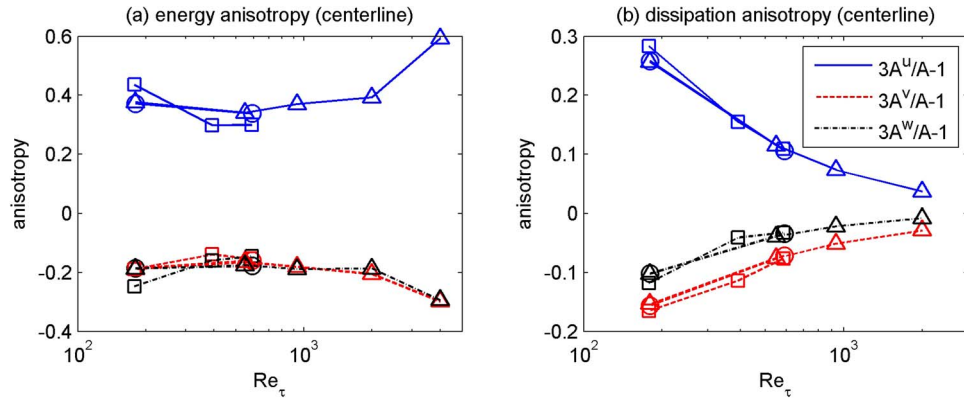 (a) energy anisotropy (centerline)
0.6
0.4
0.2
0
-0.2
-0.4
anisotropy
10^2
10^3
Re_τ
(b) dissipation anisotropy (centerline)
0.3
0.2
0.1
0
-0.1
-0.2
anisotropy
10^2
10^3
Re_τ
3A^u/A-1
3A^v/A-1
3A^w/A-1